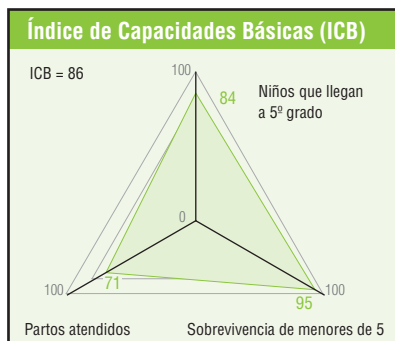 Índice de Capacidades Básicas (ICB)
ICB = 86
100
84
Niños que llegan
a 5º grado
0
71
100
95
100
Partos atendidos
Sobrevivencia de menores de 5